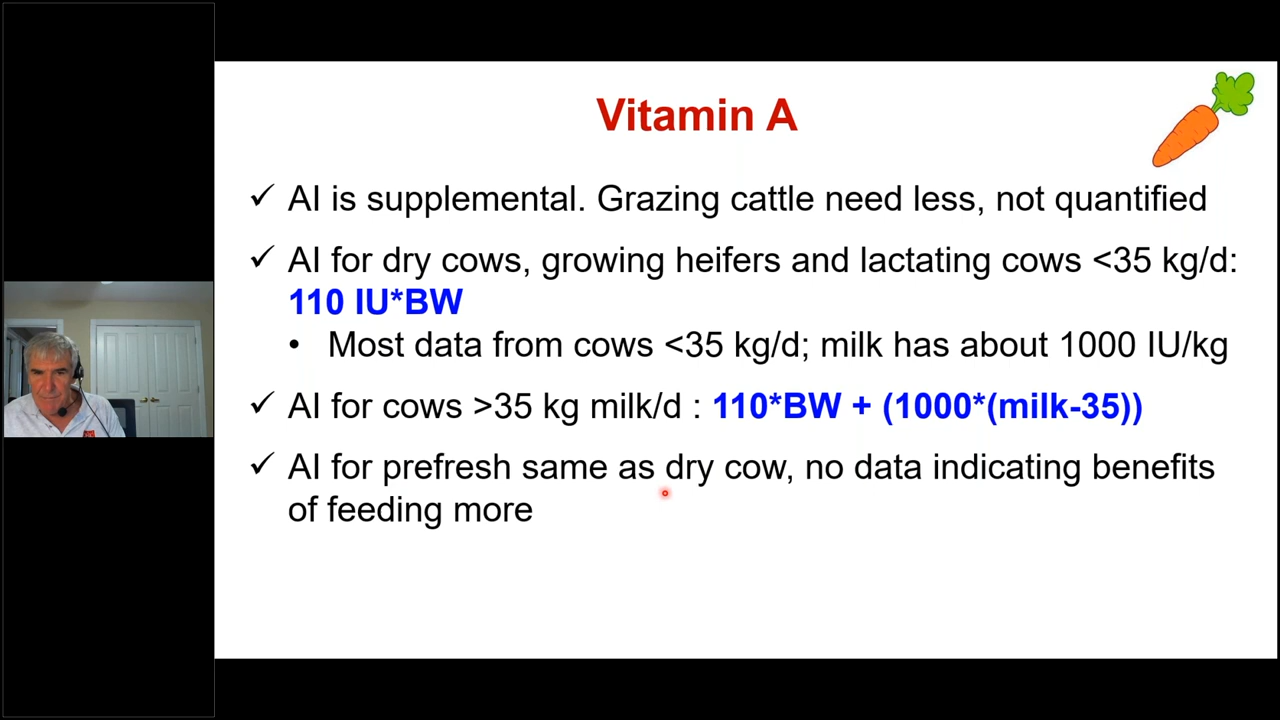 Vitamin A
✓ AI is supplemental. Grazing cattle need less, not quantified
✓ AI for dry cows, growing heifers and lactating cows <35 kg/d:
110 IU*BW
• Most data from cows <35 kg/d; milk has about 1000 IU/kg
✓ AI for cows >35 kg milk/d : 110*BW + (1000*(milk-35))
✓ AI for prefresh same as dry cow, no data indicating benefits
of feeding more